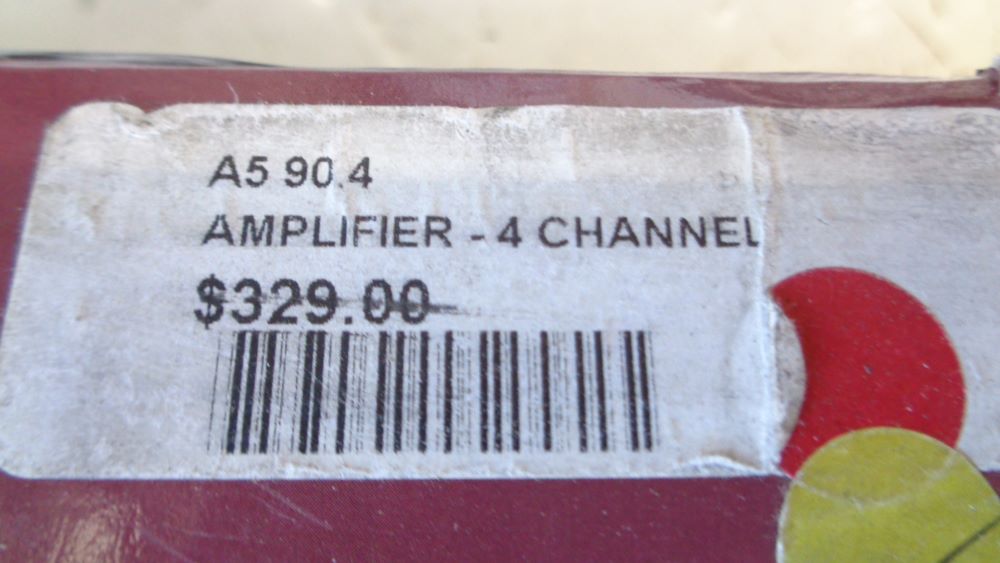 A5 90.4
AMPLIFIER - 4 CHANNEL
$329.00